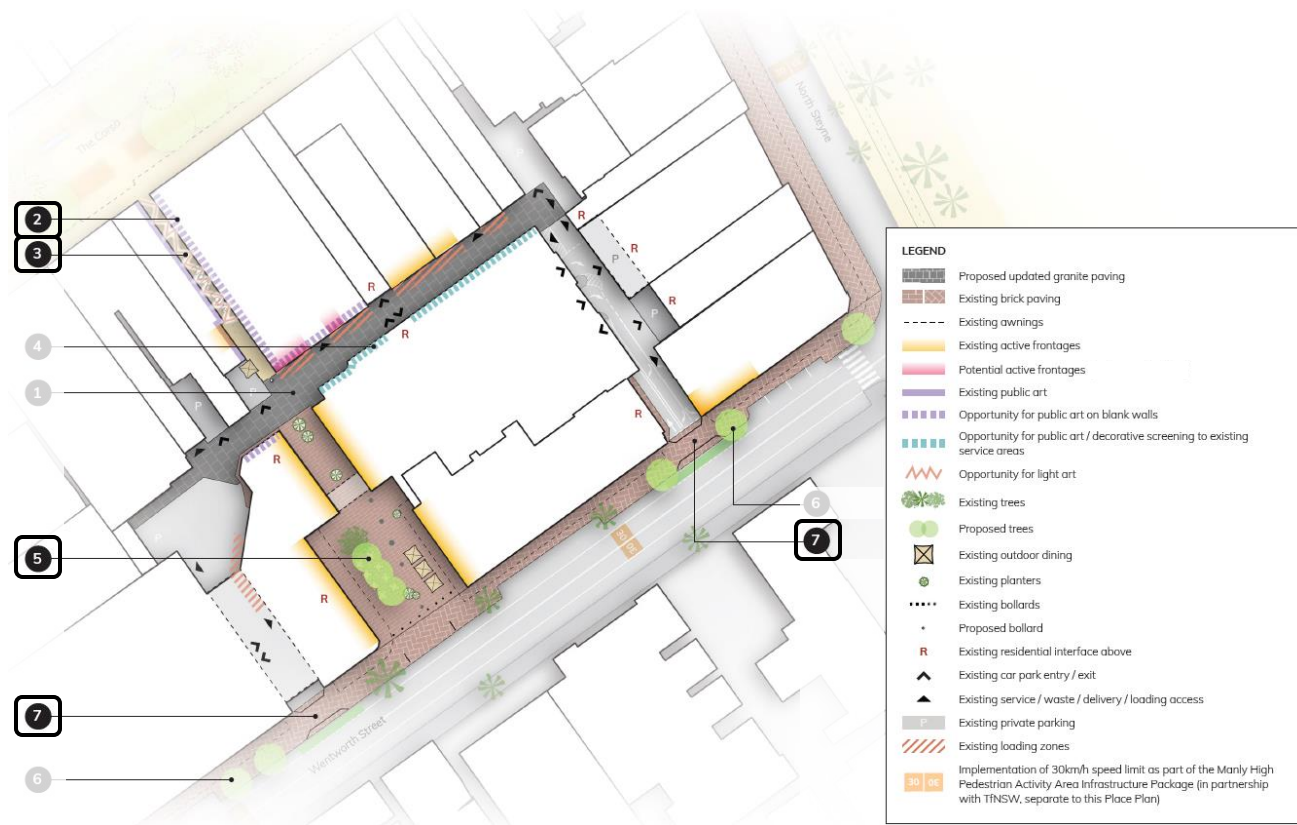 The Corso
North Steyne
2
3
4
1
5
7
6
6
7
P
P
P
P
P
P
R
R
R
R
R
R
R
R
R
30 30
Wentworth Street
LEGEND
Proposed updated granite paving
Existing brick paving
Existing awnings
Existing active frontages
Potential active frontages
Existing public art
Opportunity for public art on blank walls
Opportunity for public art / decorative screening to existing
service areas
Opportunity for light art
Existing trees
Proposed trees
Existing outdoor dining
Existing planters
Existing bollards
Proposed bollard
R
Existing residential interface above
Existing car park entry / exit
Existing service / waste / delivery / loading access
P
Existing private parking
Existing loading zones
30 30
Implementation of 30km/h speed limit as part of the Manly High
Pedestrian Activity Area Infrastructure Package (in partnership
with TfNSW, separate to this Place Plan)